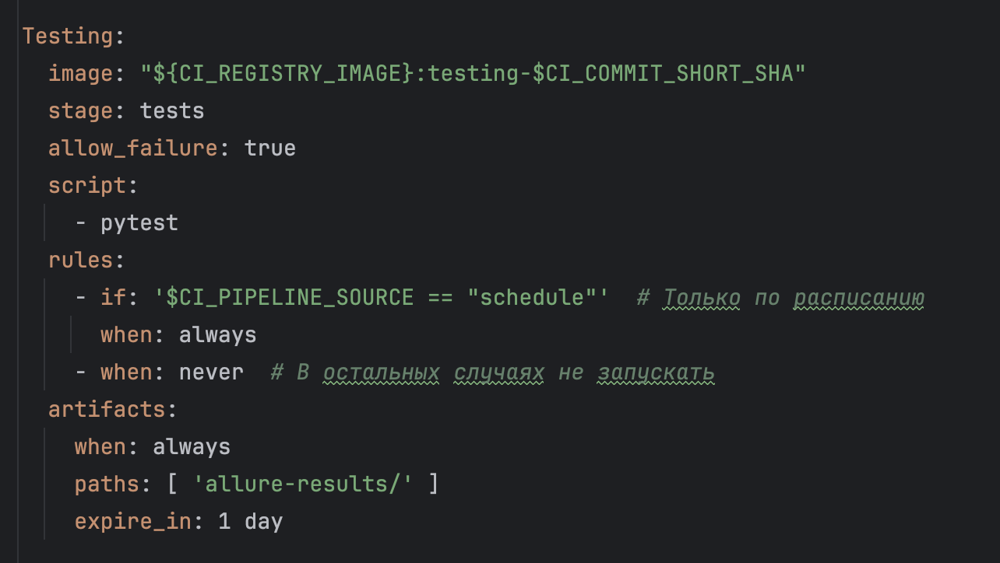 Testing:
  image: "${CI_REGISTRY_IMAGE}:testing-$CI_COMMIT_SHORT_SHA"
  stage: tests
  allow_failure: true
  script:
    - pytest
  rules:
    - if: '$CI_PIPELINE_SOURCE == "schedule"'  # Только по расписанию
      when: always
    - when: never  # В остальных случаях не запускать
  artifacts:
    when: always
    paths: [ 'allure-results/' ]
    expire_in: 1 day